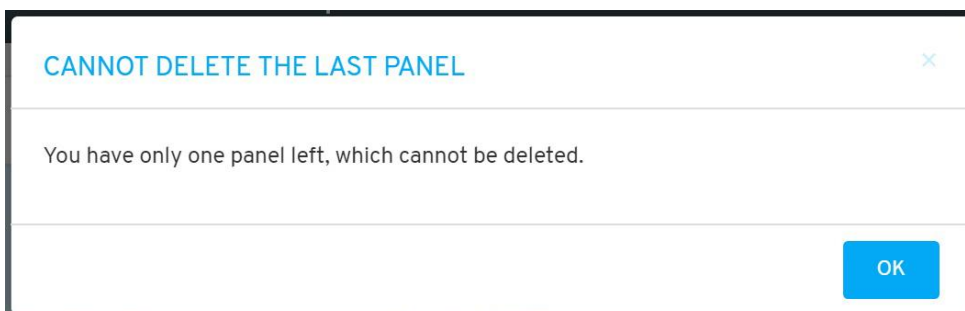 CANNOT DELETE THE LAST PANEL
×
You have only one panel left, which cannot be deleted.
OK